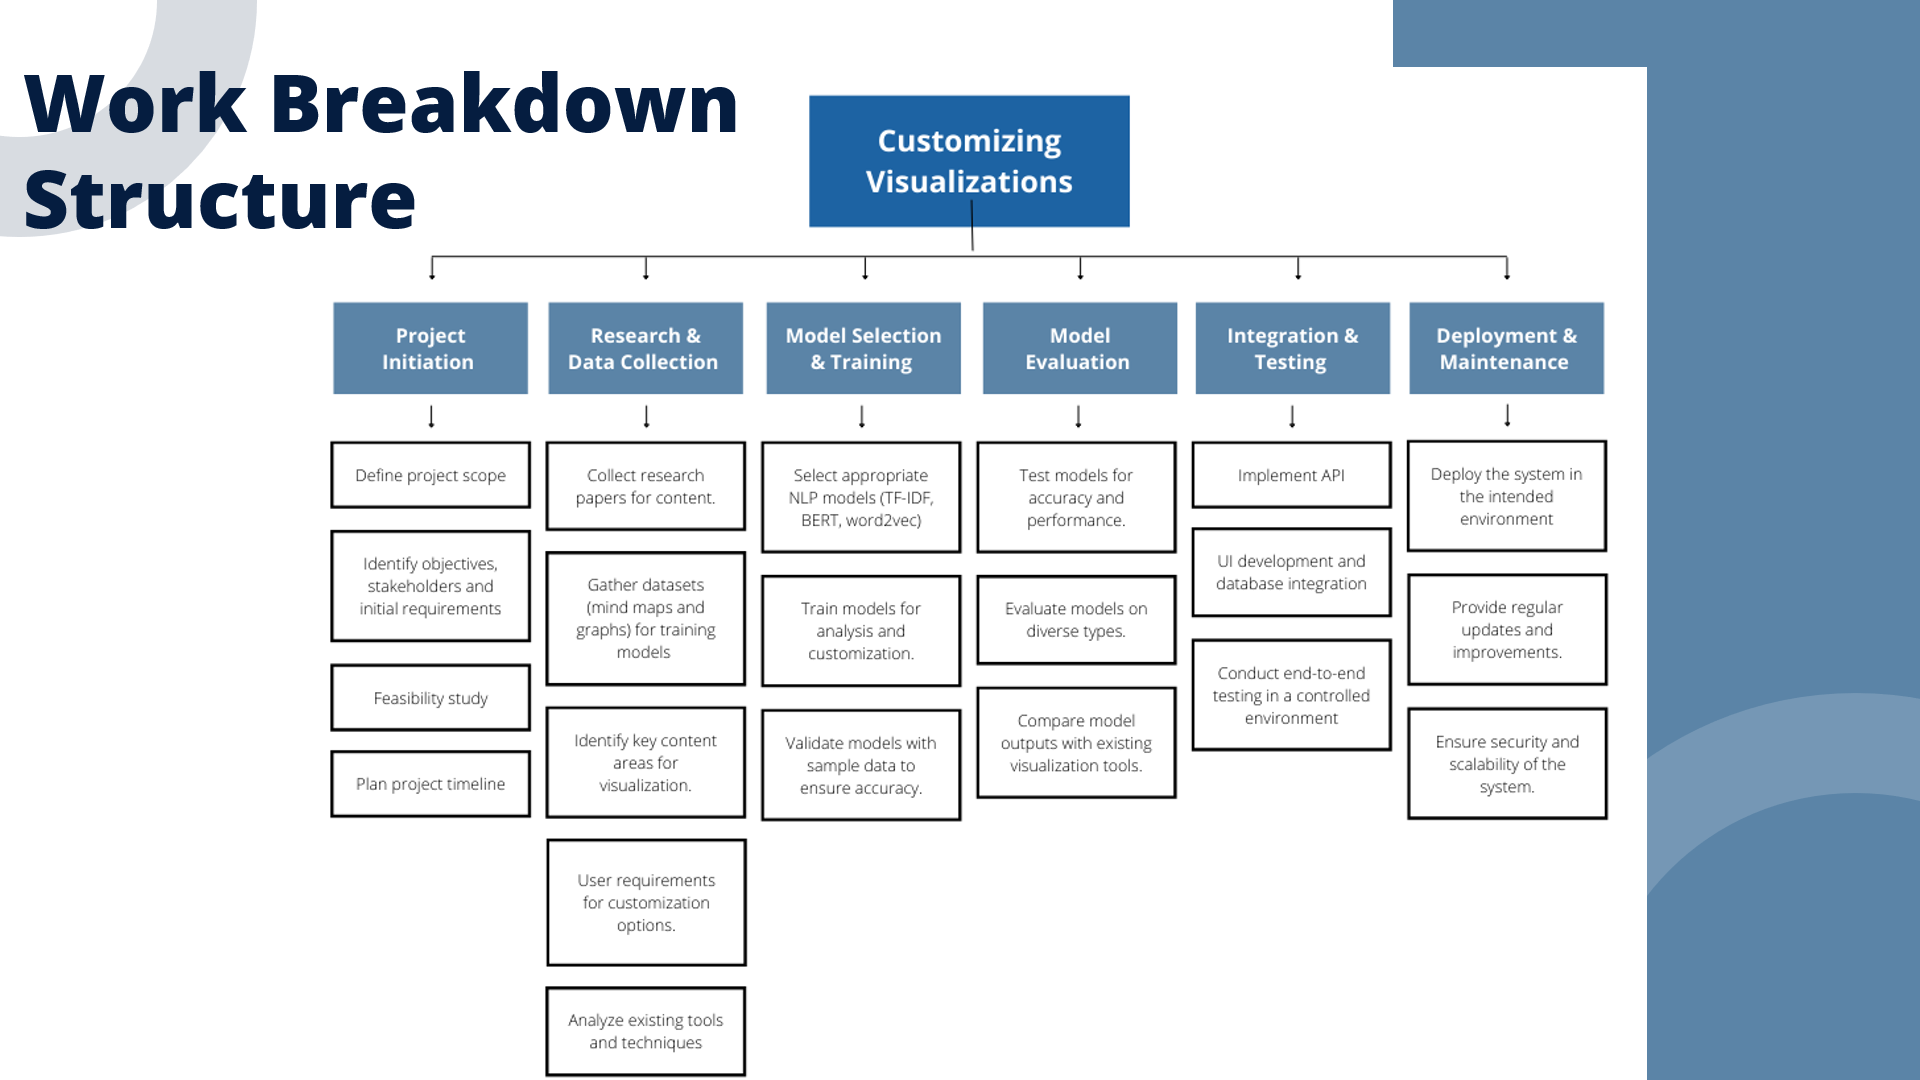 Work Breakdown
Structure
Customizing
Visualizations
Project
Initiation
Research &
Data Collection
Model Selection
& Training
Model
Evaluation
Integration &
Testing
Deployment &
Maintenance
Define project scope
Identify objectives,
stakeholders and
initial requirements
Feasibility study
Plan project timeline
Collect research
papers for content.
Gather datasets
(mind maps and
graphs) for training
models
Identify key content
areas for
visualization.
User requirements
for customization
options.
Analyze existing tools
and techniques
Select appropriate
NLP models (TF-IDF,
BERT, word2vec)
Train models for
analysis and
customization.
Validate models with
sample data to
ensure accuracy.
Test models for
accuracy and
performance.
Evaluate models on
diverse types.
Compare model
outputs with existing
visualization tools.
Implement API
UI development and
database integration
Conduct end-to-end
testing in a controlled
environment
Deploy the system in
the intended
environment
Provide regular
updates and
improvements.
Ensure security and
scalability of the
system.